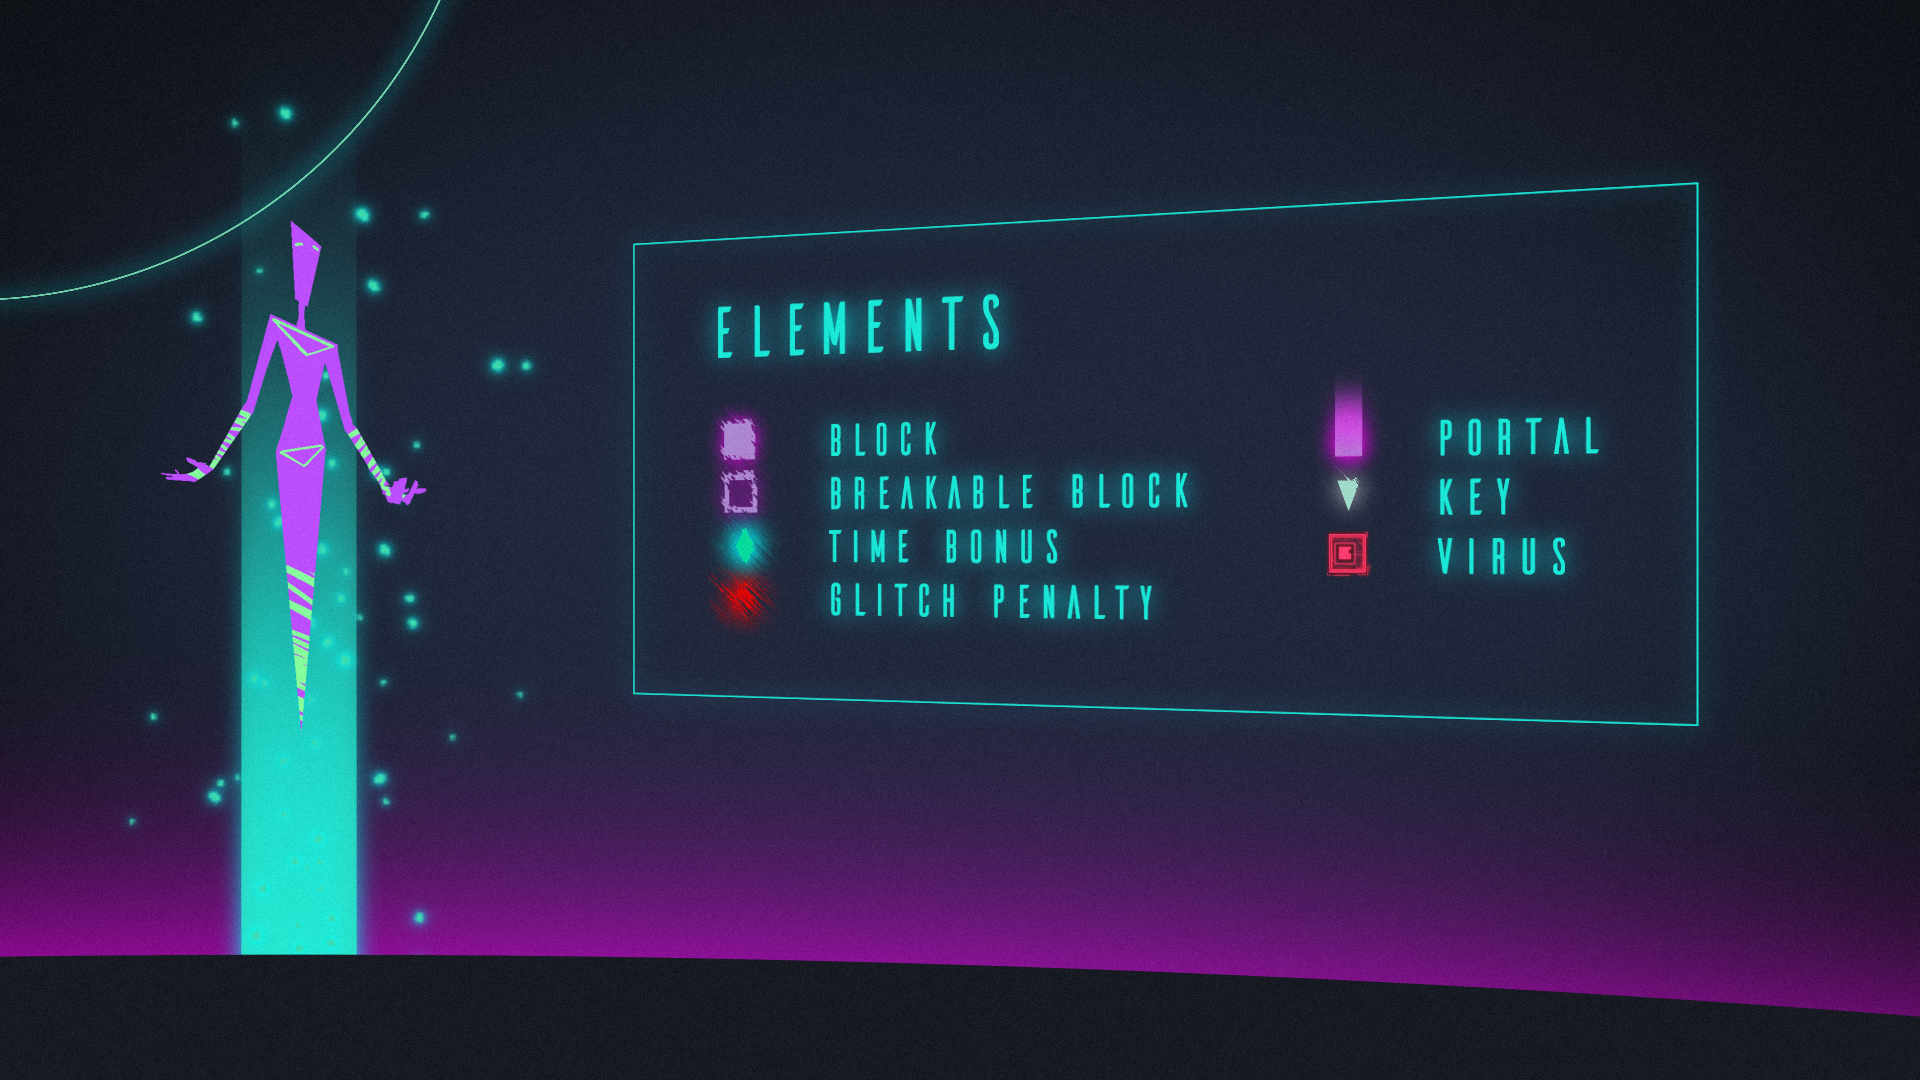 ELEMENTS
BLOCK
BREAKABLE BLOCK
TIME BONUS
GLITCH PENALTY
PORTAL
KEY
VIRUS